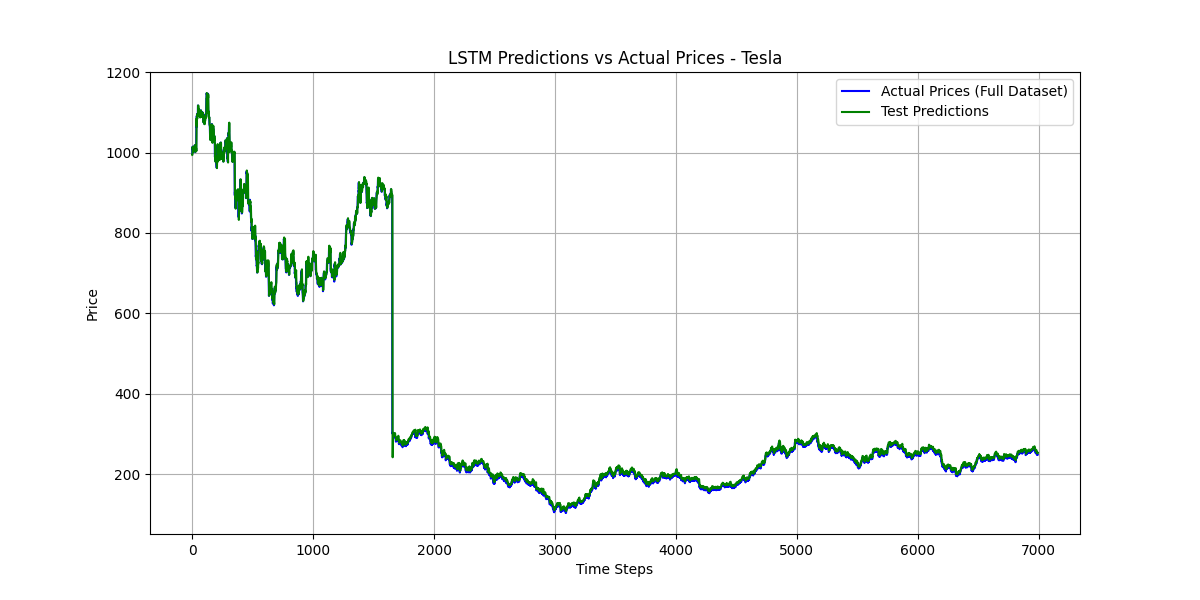 LSTM Predictions vs Actual Prices - Tesla
Actual Prices (Full Dataset)
Test Predictions
1200
1000
800
600
400
200
Price
0 1000 2000 3000 4000 5000 6000 7000
Time Steps